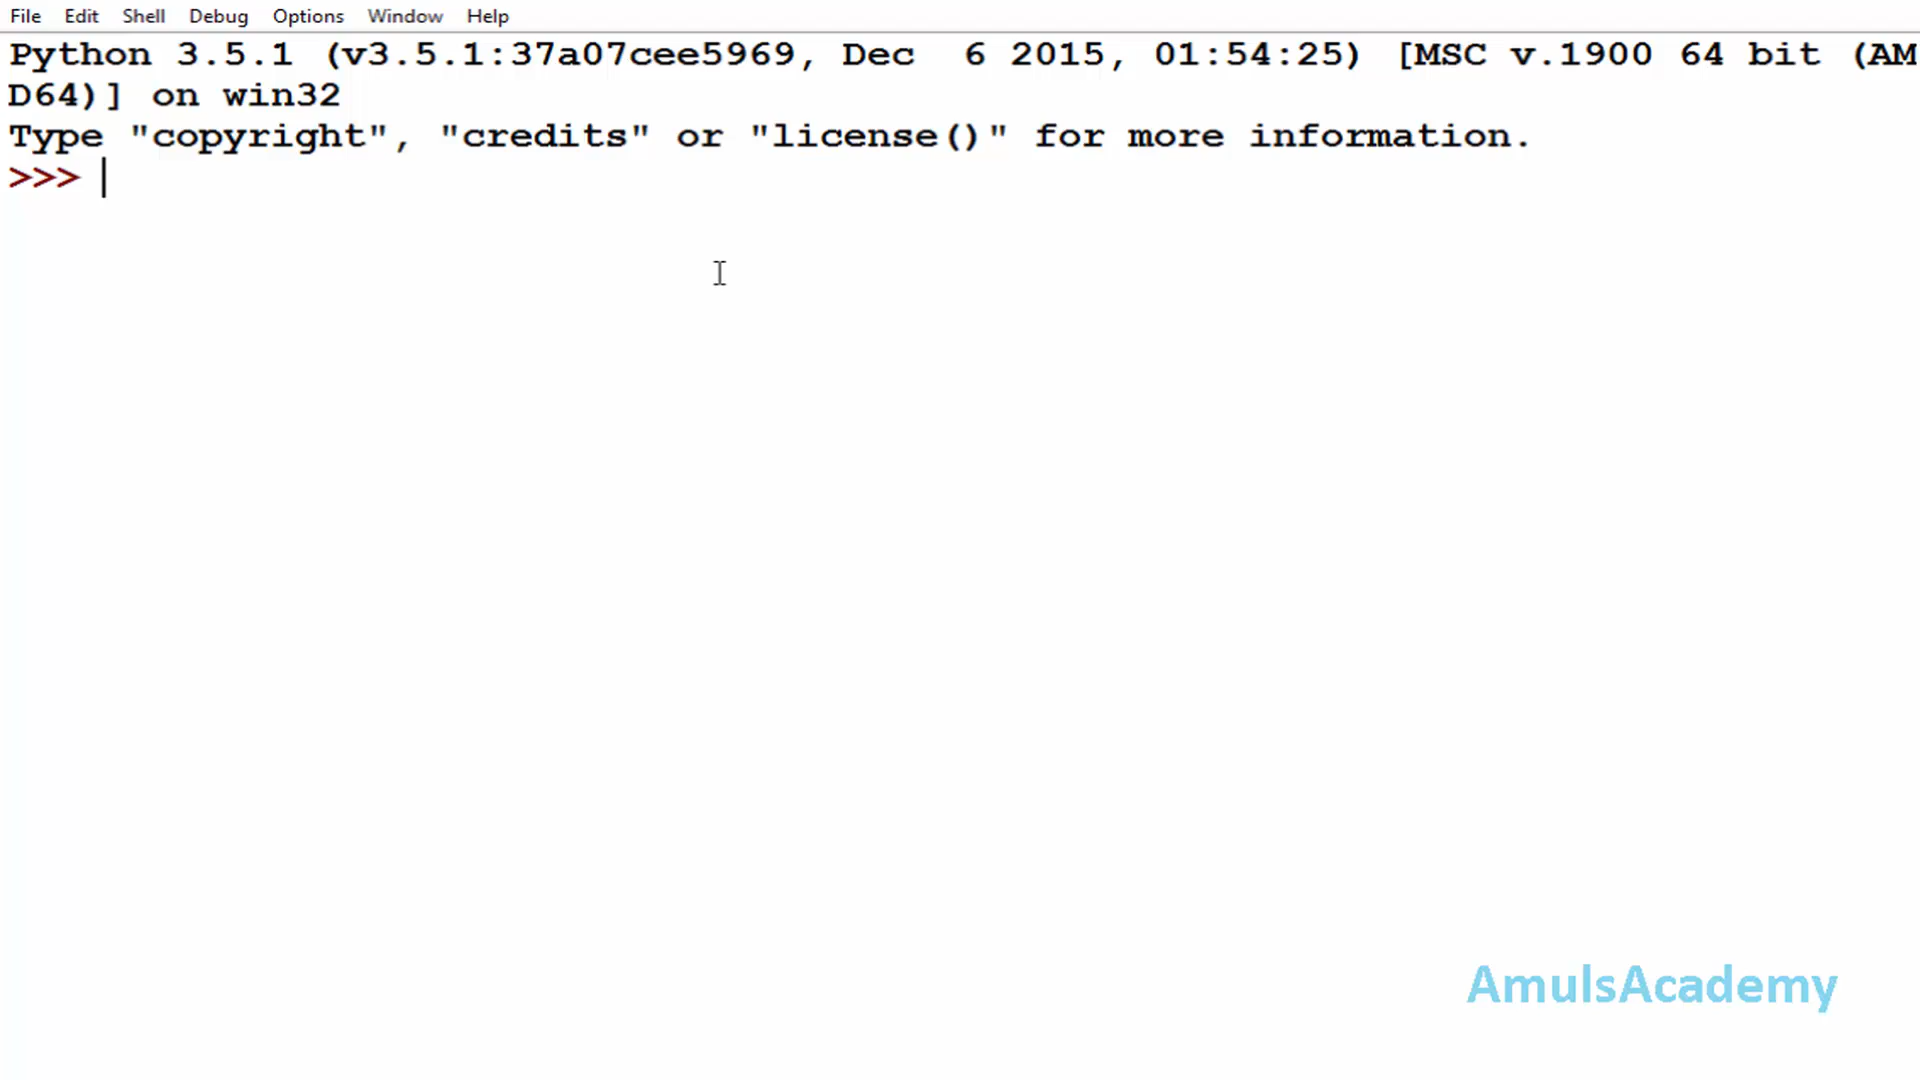 File Edit Shell Debug Options Window Help
Python 3.5.1 (v3.5.1:37a07cee5969, Dec  6 2015, 01:54:25) [MSC v.1900 64 bit (AM
D64)] on win32
Type "copyright", "credits" or "license()" for more information.
>>>
AmulsAcademy